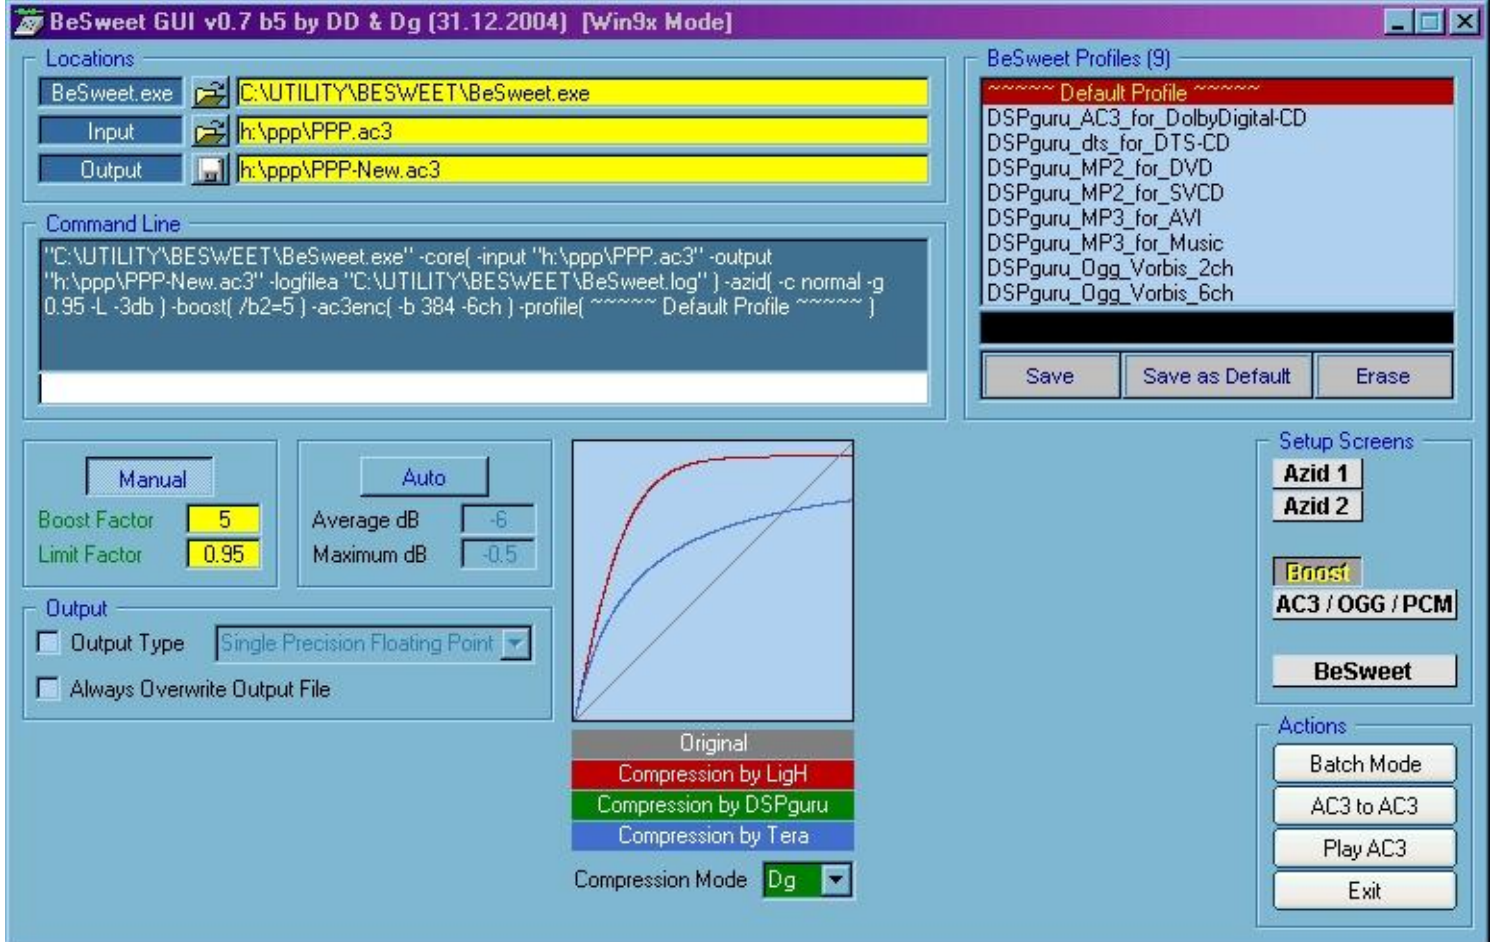 BeSweet GUI v0.7 b5 by DD & Dg (31.12.2004) [Win9x Mode]
Locations
BeSweet.exe C:\UTILITY\BESWEET\BeSweet.exe
Input h:\ppp\PPP.ac3
Output h:\ppp\PPP-New.ac3
Command Line
"C:\UTILITY\BESWEET\BeSweet.exe" -core( -input "h:\ppp\PPP.ac3" -output
"h:\ppp\PPP-New.ac3" -logfilea "C:\UTILITY\BESWEET\BeSweet.log" ) -azid( -c normal -g
0.95 -L -3db ) -boost( /b2=5 ) -ac3enc( -b 384 -6ch ) -profile( ~~~~~ Default Profile ~~~~~ )
BeSweet Profiles (9)
~~~~~ Default Profile ~~~~~
DSPguru_AC3_for_DolbyDigital-CD
DSPguru_dts_for_DTS-CD
DSPguru_MP2_for_DVD
DSPguru_MP2_for_SVCD
DSPguru_MP3_for_AVI
DSPguru_MP3_for_Music
DSPguru_Ogg_Vorbis_2ch
DSPguru_Ogg_Vorbis_6ch
Save Save as Default Erase
Manual
Boost Factor 5
Limit Factor 0.95
Auto
Average dB -6
Maximum dB -0.5
Output
Output Type Single Precision Floating Point
Always Overwrite Output File
Original
Compression by LigH
Compression by DSPguru
Compression by Tera
Compression Mode Dg
Setup Screens
Azid 1
Azid 2
Boost
AC3 / OGG / PCM
BeSweet
Actions
Batch Mode
AC3 to AC3
Play AC3
Exit